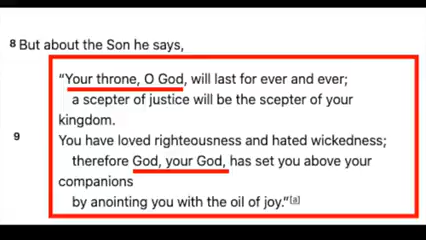 8 But about the Son he says,
“Your throne, O God, will last for ever and ever;
a scepter of justice will be the scepter of your
kingdom.
9
You have loved righteousness and hated wickedness;
therefore God, your God, has set you above your
companions
by anointing you with the oil of joy.”[a]